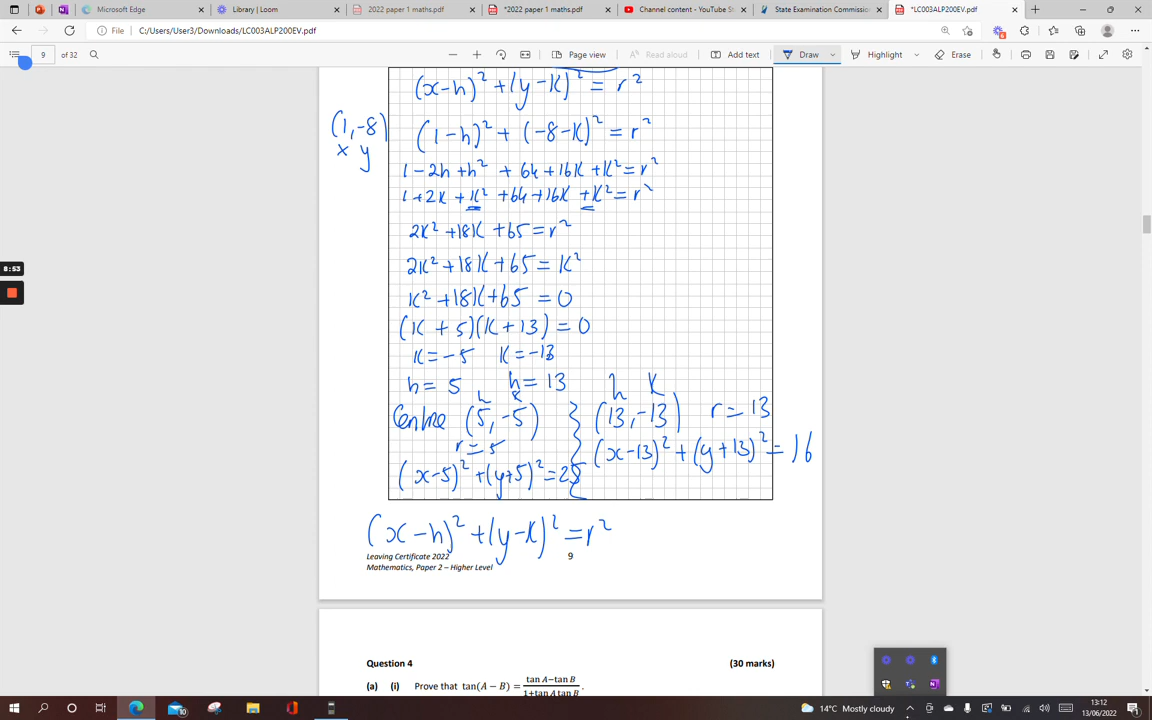 Microsoft Edge
Library | Loom
2022 paper 1 maths.pdf
*2022 paper 1 maths.pdf
Channel content - YouTube St
State Examination Commissio
*LC003ALP200EV.pdf
File
C:/Users/User3/Downloads/LC003ALP200EV.pdf
9 of 32
Page view
Read aloud
Add text
Draw
Highlight
Erase
(x-h)² + (y-k)² = r²
(1,-8)
x y
(1-h)² + (-8-k)² = r²
1-2h+h² + 64+16k+k² = r²
1+2k+k² +64+16k+k² = r²
2k²+18k+65 = r²
8:53
2k²+18k+65 = k²
k²+18k+65 = 0
(k+5)(k+13) = 0
k=-5 k=-13
h=5 h=13
h k
h k
Centre (5,-5) (13,-13) r=13
r=5
(x-13)² + (y+13)² = 16
(x-5)² + (y+5)² = 25
(x-h)² + (y-k)² = r²
Leaving Certificate 2022
9
Mathematics, Paper 2 – Higher Level
Question 4 (30 marks)
(a) (i) Prove that tan(A − B) = tan A−tan B / 1+tan A tan B .
14°C Mostly cloudy
13:12
13/06/2022